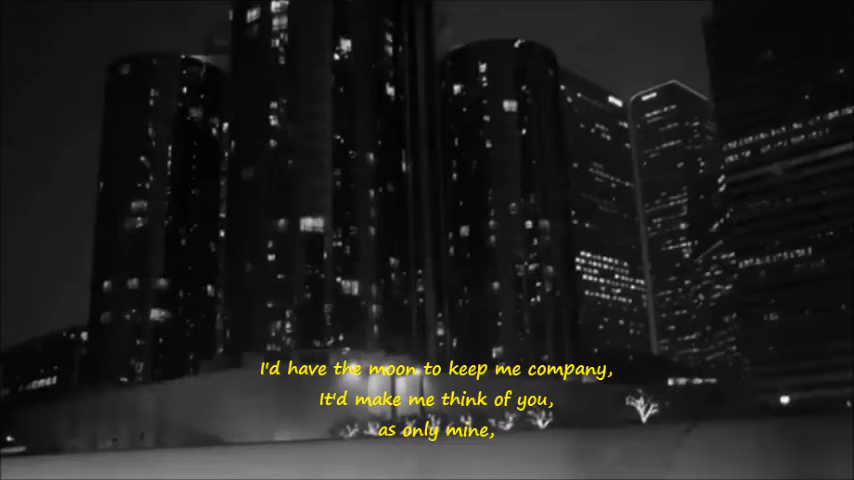 I'd have the moon to keep me company,
It'd make me think of you,
as only mine,